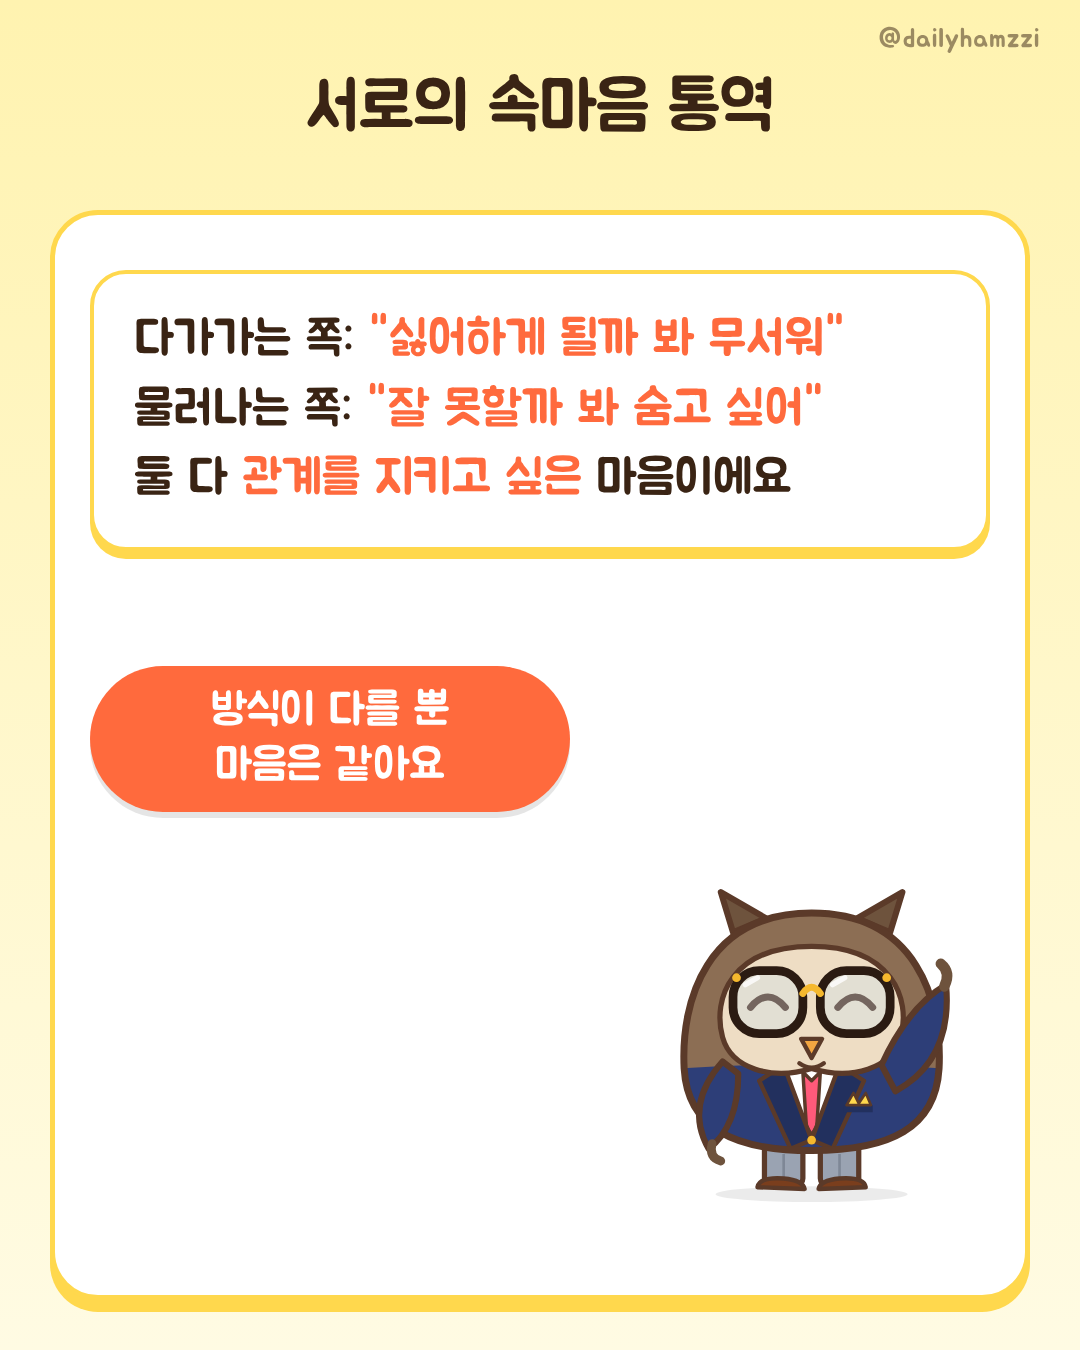 @dailyhamzzi
서로의 속마음 통역
다가가는 쪽: "싫어하게 될까 봐 무서워"
물러나는 쪽: "잘 못할까 봐 숨고 싶어"
둘 다 관계를 지키고 싶은 마음이에요
방식이 다를 뿐
마음은 같아요